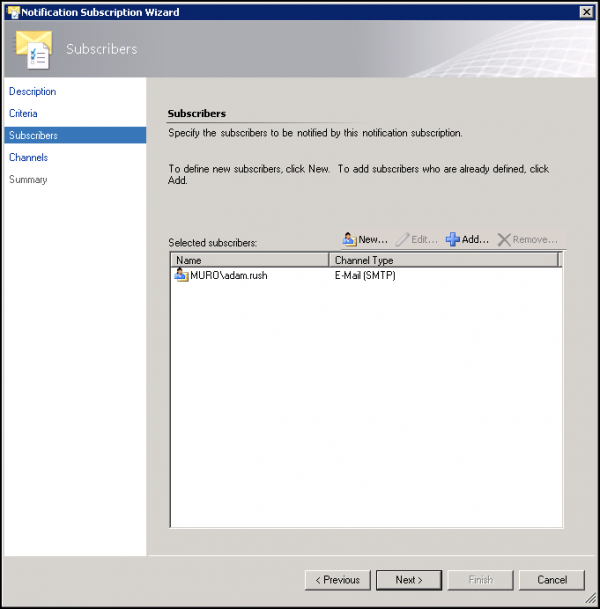 Notification Subscription Wizard
Subscribers
Description
Criteria
Subscribers
Channels
Summary
Subscribers
Specify the subscribers to be notified by this notification subscription.
To define new subscribers, click New. To add subscribers who are already defined, click
Add.
Selected subscribers:
New... Edit... Add... Remove...
Name Channel Type
MURO\adam.rush E-Mail (SMTP)
< Previous Next > Finish Cancel